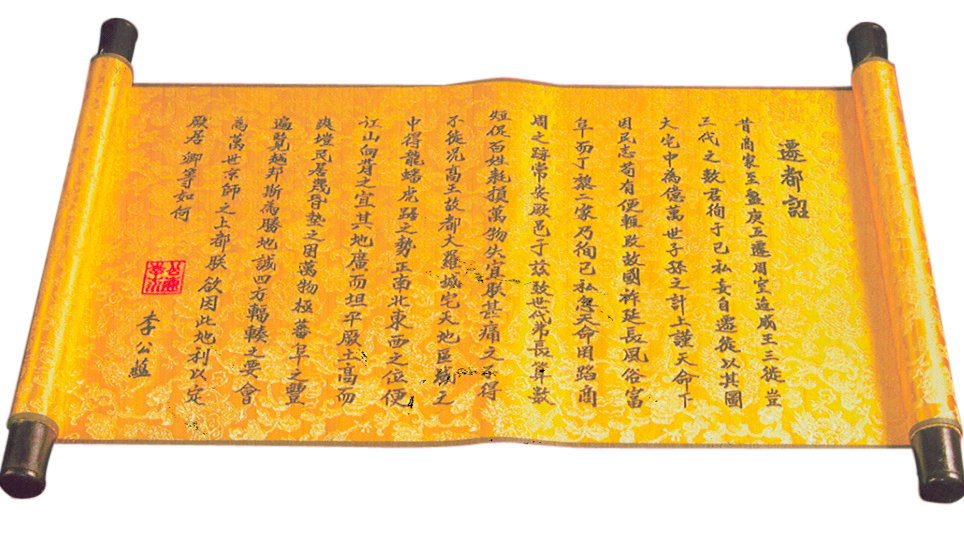 遷都詔
昔商家至盤庚五遷周室迨成王三徙豈
三代之数君徇于己私妄自遷徙以其圖
大宅中為億萬世子孫之計上謹天命下
因民志苟有便輒改故國祚延長風俗富
阜而丁黎二家乃徇己私忽天命罔蹈商
周之跡常安厥邑于茲致世代弗長算数
短促百姓耗損萬物失宜朕甚痛之不得
不徙况高王故都大羅城宅天地區域之
中得龍蟠虎踞之勢正南北東西之位便
江山向背之宜其地廣而坦平厥土高而
爽塏民居蔑昏墊之困萬物極蕃阜之豐
遍覽越邦斯為勝地誠四方輻輳之要會
為萬世京師之上都朕欲因此地利以定
厥居卿等如何
李公蘊